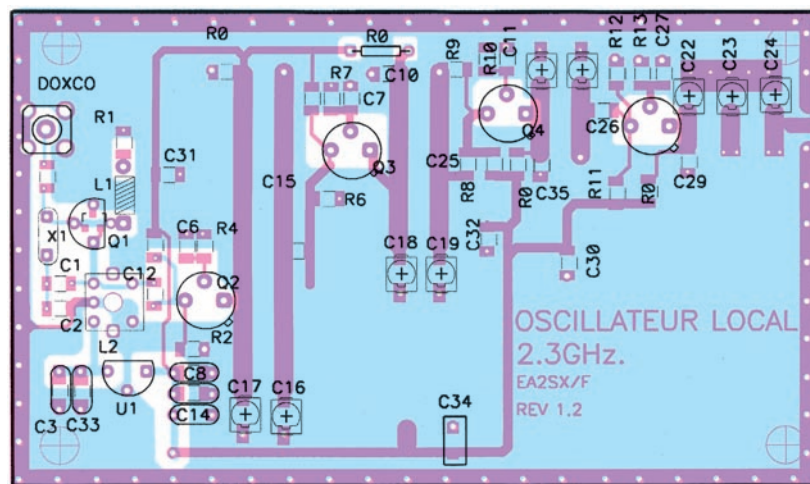 R0
R0
R9
R10
C11
R12
R13
C27
C22
C23
C24
DOXCO
R7
C10
C7
R1
Q4
C26
C31
Q3
C25
L1
C15
R8
R0
C35
R11
R0
C29
R6
X1
Q1
C6
R4
C18
C19
C32
C30
C1
C12
Q2
C2
R2
OSCILLATEUR LOCAL
2.3GHz.
EA2SX/F
REV 1.2
L2
U1
C8
C17
C16
C34
C3
C33
C14